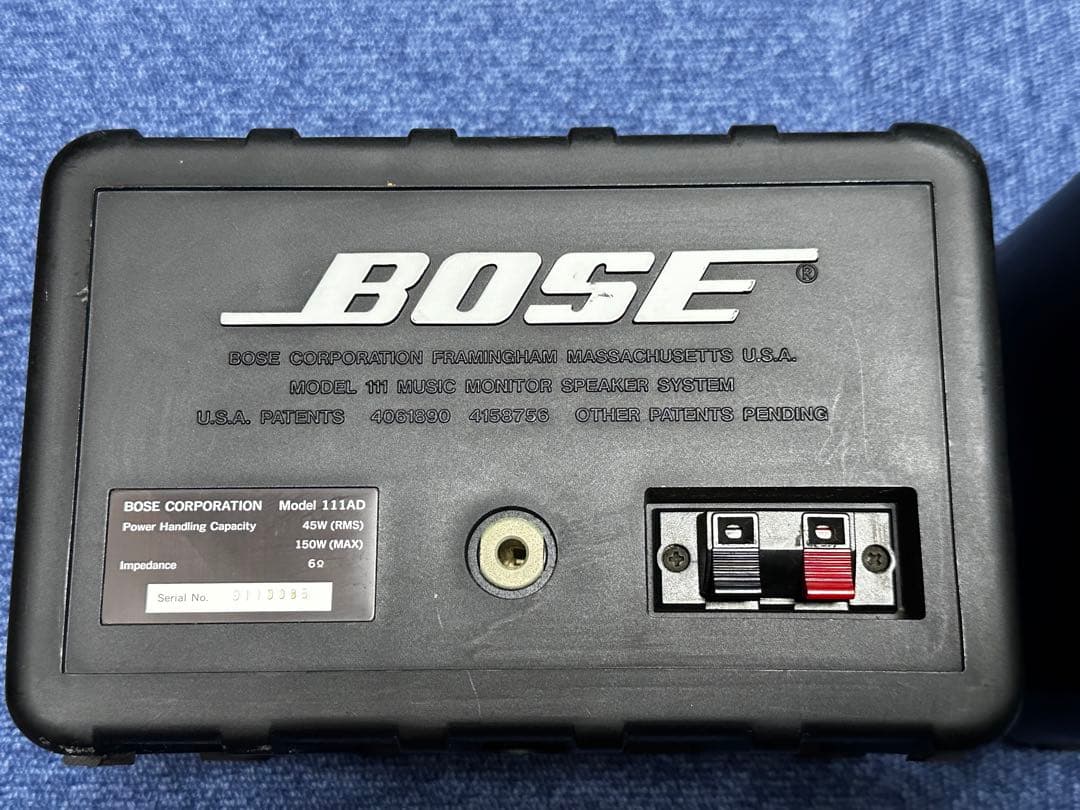 BOSE®
BOSE CORPORATION FRAMINGHAM MASSACHUSETTS U.S.A.
MODEL 111 MUSIC MONITOR SPEAKER SYSTEM
U.S.A. PATENTS 4061890 4158756 OTHER PATENTS PENDING
BOSE CORPORATION Model 111AD
Power Handling Capacity 45W (RMS)
150W (MAX)
Impedance 6Ω
Serial No.